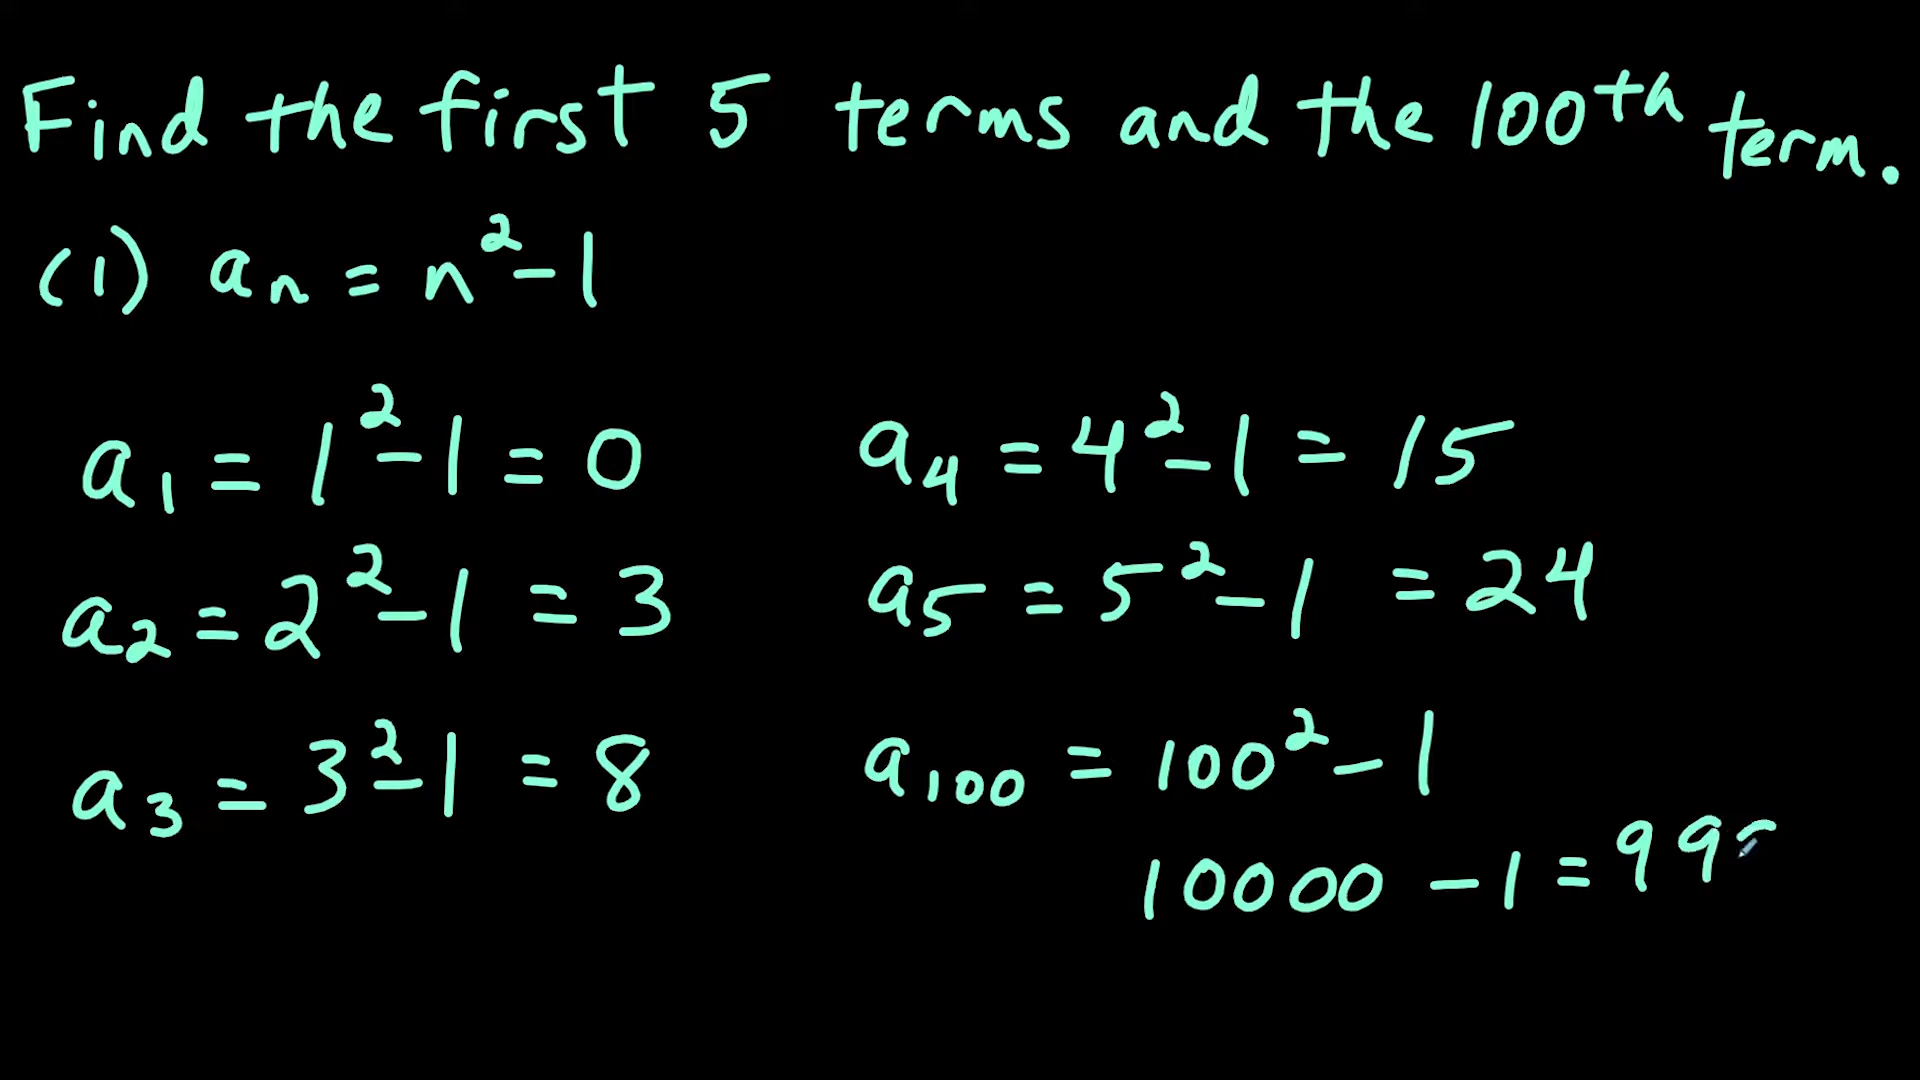 Find the first 5 terms and the 100th term.
(1) aₙ = n² - 1
a₁ = 1² - 1 = 0
a₂ = 2² - 1 = 3
a₃ = 3² - 1 = 8
a₄ = 4² - 1 = 15
a₅ = 5² - 1 = 24
a₁₀₀ = 100² - 1
10000 - 1 = 99